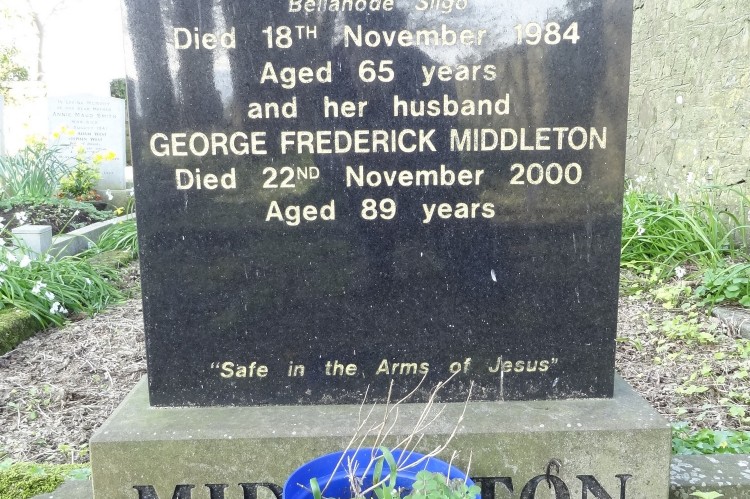 Bellanode Sligo
Died 18TH November 1984
Aged 65 years
and her husband
GEORGE FREDERICK MIDDLETON
Died 22ND November 2000
Aged 89 years
"Safe in the Arms of Jesus"